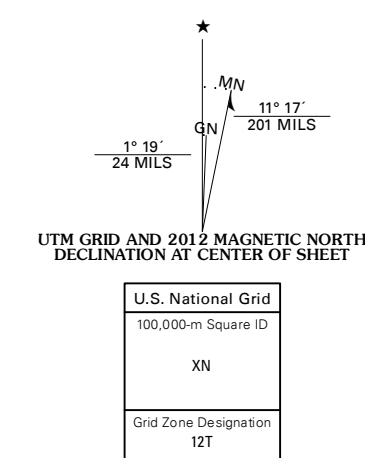 ★
MN
GN
11° 17´
201 MILS
1° 19´
24 MILS
UTM GRID AND 2012 MAGNETIC NORTH
DECLINATION AT CENTER OF SHEET
U.S. National Grid
100,000-m Square ID
XN
Grid Zone Designation
12T